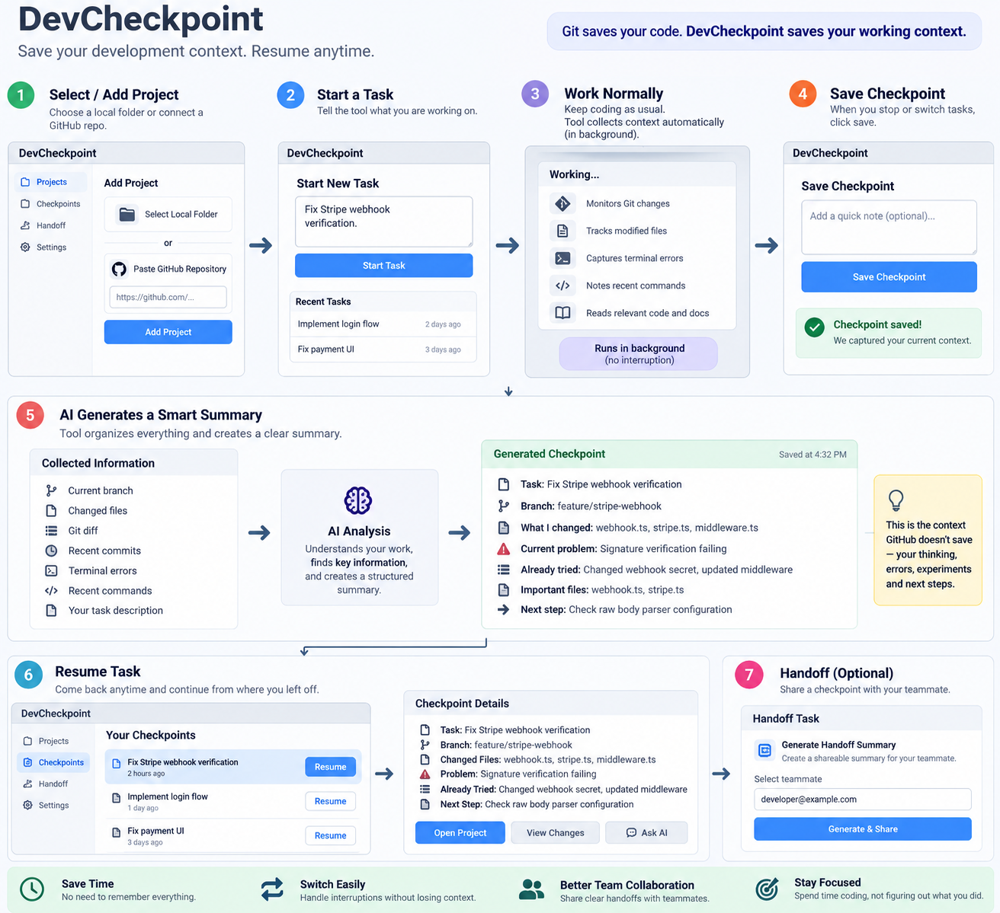 DevCheckpoint
Save your development context. Resume anytime.
Git saves your code. DevCheckpoint saves your working context.
1
Select / Add Project
Choose a local folder or connect a
GitHub repo.
DevCheckpoint
Projects
Checkpoints
Handoff
Settings
Add Project
Select Local Folder
or
Paste GitHub Repository
https://github.com/...
Add Project
2
Start a Task
Tell the tool what you are working on.
DevCheckpoint
Start New Task
Fix Stripe webhook
verification.
Start Task
Recent Tasks
Implement login flow 2 days ago
Fix payment UI 3 days ago
3
Work Normally
Keep coding as usual.
Tool collects context automatically
(in background).
Working...
Monitors Git changes
Tracks modified files
Captures terminal errors
Notes recent commands
Reads relevant code and docs
Runs in background
(no interruption)
4
Save Checkpoint
When you stop or switch tasks,
click save.
DevCheckpoint
Save Checkpoint
Add a quick note (optional)...
Save Checkpoint
Checkpoint saved!
We captured your current context.
5
AI Generates a Smart Summary
Tool organizes everything and creates a clear summary.
Collected Information
Current branch
Changed files
Git diff
Recent commits
Terminal errors
Recent commands
Your task description
AI Analysis
Understands your work,
finds key information,
and creates a structured
summary.
Generated Checkpoint Saved at 4:32 PM
Task: Fix Stripe webhook verification
Branch: feature/stripe-webhook
What I changed: webhook.ts, stripe.ts, middleware.ts
Current problem: Signature verification failing
Already tried: Changed webhook secret, updated middleware
Important files: webhook.ts, stripe.ts
Next step: Check raw body parser configuration
This is the context
GitHub doesn't save
— your thinking,
errors, experiments
and next steps.
6
Resume Task
Come back anytime and continue from where you left off.
DevCheckpoint
Projects
Checkpoints
Handoff
Settings
Your Checkpoints
Fix Stripe webhook verification
2 hours ago
Resume
Implement login flow
1 day ago
Resume
Fix payment UI
3 days ago
Resume
Checkpoint Details
Task: Fix Stripe webhook verification
Branch: feature/stripe-webhook
Changed Files: webhook.ts, stripe.ts, middleware.ts
Problem: Signature verification failing
Already Tried: Changed webhook secret, updated middleware
Next Step: Check raw body parser configuration
Open Project
View Changes
Ask AI
7
Handoff (Optional)
Share a checkpoint with your teammate.
Handoff Task
Generate Handoff Summary
Create a shareable summary for your teammate.
Select teammate
developer@example.com
Generate & Share
Save Time
No need to remember everything.
Switch Easily
Handle interruptions without losing context.
Better Team Collaboration
Share clear handoffs with teammates.
Stay Focused
Spend time coding, not figuring out what you did.